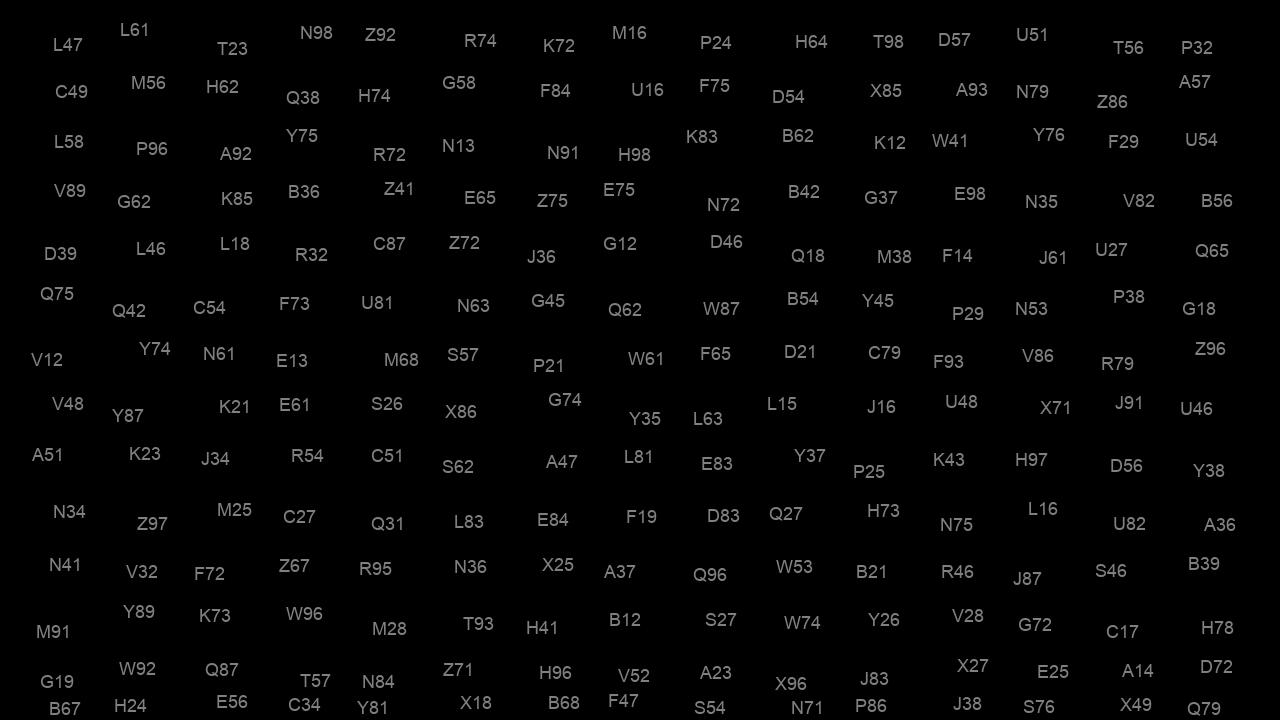 L47 L61 T23 N98 Z92 R74 K72 M16 P24 H64 T98 D57 U51 T56 P32
C49 M56 H62 Q38 H74 G58 F84 U16 F75 D54 X85 A93 N79 Z86 A57
L58 P96 A92 Y75 R72 N13 N91 H98 K83 B62 K12 W41 Y76 F29 U54
V89 G62 K85 B36 Z41 E65 Z75 E75 N72 B42 G37 E98 N35 V82 B56
D39 L46 L18 R32 C87 Z72 J36 G12 D46 Q18 M38 F14 J61 U27 Q65
Q75 Q42 C54 F73 U81 N63 G45 Q62 W87 B54 Y45 P29 N53 P38 G18
V12 Y74 N61 E13 M68 S57 P21 W61 F65 D21 C79 F93 V86 R79 Z96
V48 Y87 K21 E61 S26 X86 G74 Y35 L63 L15 J16 U48 X71 J91 U46
A51 K23 J34 R54 C51 S62 A47 L81 E83 Y37 P25 K43 H97 D56 Y38
N34 Z97 M25 C27 Q31 L83 E84 F19 D83 Q27 H73 N75 L16 U82 A36
N41 V32 F72 Z67 R95 N36 X25 A37 Q96 W53 B21 R46 J87 S46 B39
M91 Y89 K73 W96 M28 T93 H41 B12 S27 W74 Y26 V28 G72 C17 H78
G19 W92 Q87 T57 N84 Z71 H96 V52 A23 X96 J83 X27 E25 A14 D72
B67 H24 E56 C34 Y81 X18 B68 F47 S54 N71 P86 J38 S76 X49 Q79